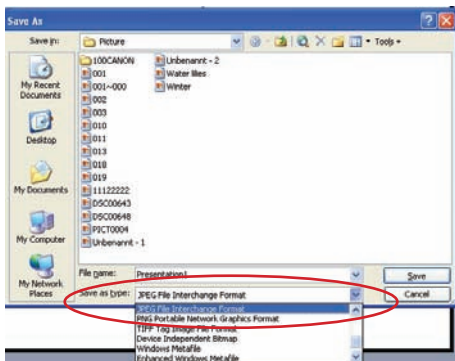 Save As
Save in:
Picture
Tools
My Recent Documents
Desktop
My Documents
My Computer
My Network Places
100CANON
001
001~000
002
003
010
011
013
018
019
11122222
DSC00643
DSC00648
PICT0004
Unbenannt - 1
Unbenannt - 2
Water lilies
Winter
File name:
Presentation1
Save
Save as type:
JPEG File Interchange Format
Cancel
JPEG File Interchange Format
PNG Portable Network Graphics Format
TIFF Tag Image File Format
Device Independent Bitmap
Windows Metafile
Enhanced Windows Metafile